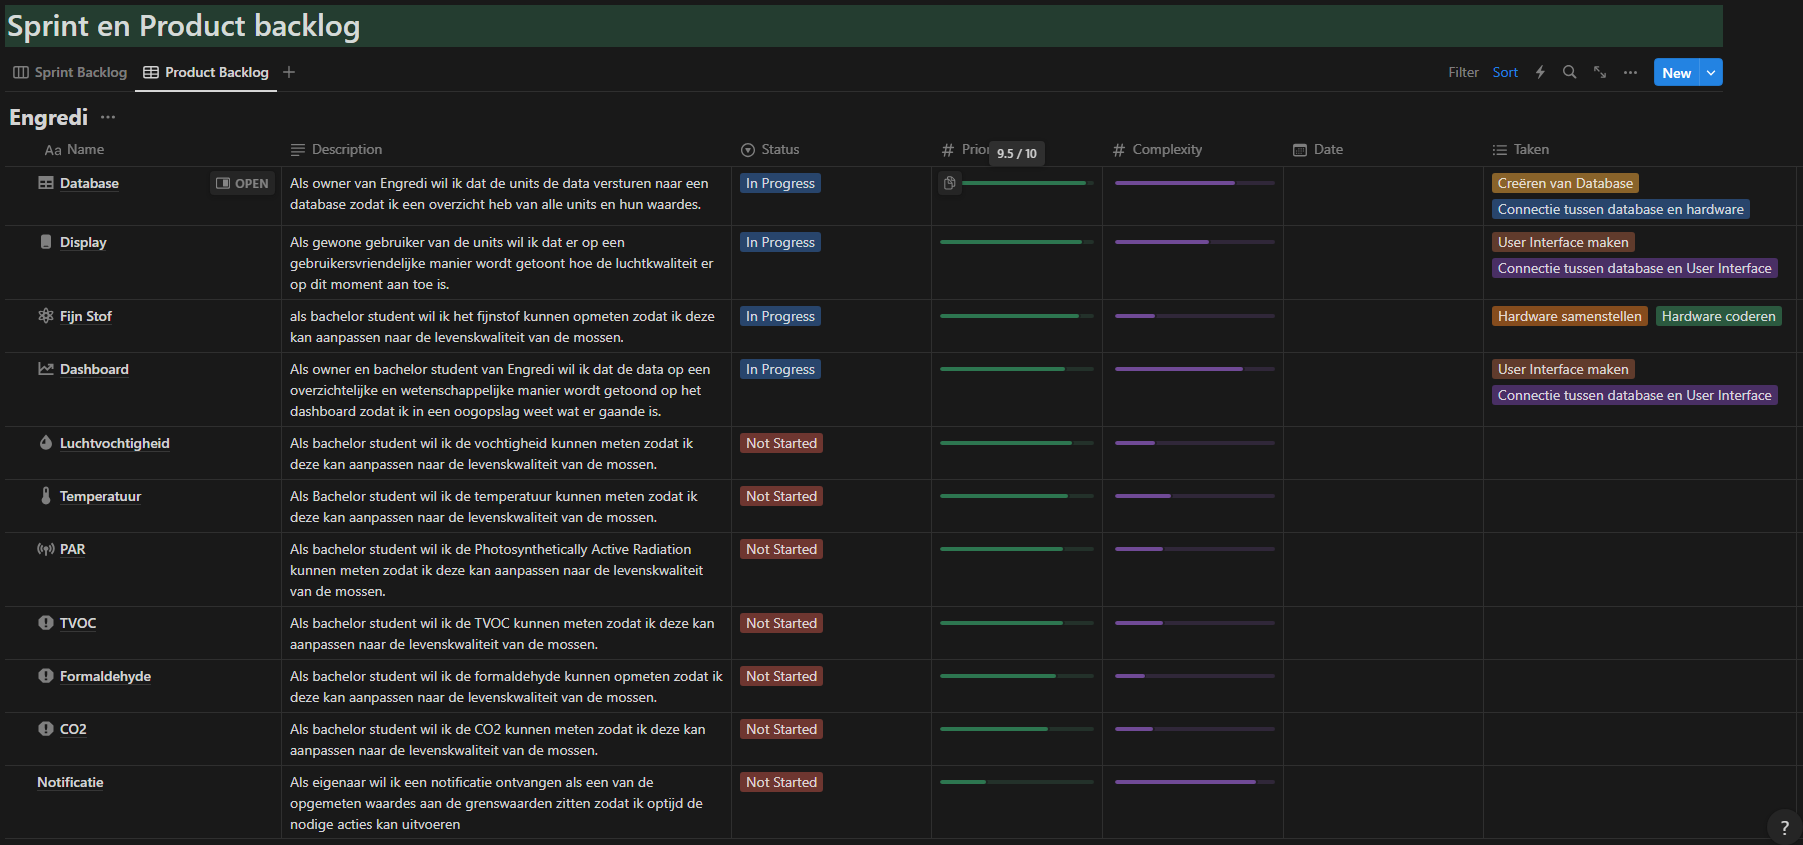 Sprint en Product backlog
Sprint Backlog
Product Backlog
Filter
Sort
New
Engredi
Aa Name
Description
Status
9.5 / 10
Complexity
Date
Taken
Database
OPEN
Als owner van Engredi wil ik dat de units de data versturen naar een
database zodat ik een overzicht heb van alle units en hun waardes.
In Progress
Creëren van Database
Connectie tussen database en hardware
Display
Als gewone gebruiker van de units wil ik dat er op een
gebruikersvriendelijke manier wordt getoont hoe de luchtkwaliteit er
op dit moment aan toe is.
In Progress
User Interface maken
Connectie tussen database en User Interface
Fijn Stof
als bachelor student wil ik het fijnstof kunnen opmeten zodat ik deze
kan aanpassen naar de levenskwaliteit van de mossen.
In Progress
Hardware samenstellen
Hardware coderen
Dashboard
Als owner en bachelor student van Engredi wil ik dat de data op een
overzichtelijke en wetenschappelijke manier wordt getoond op het
dashboard zodat ik in een oogopslag weet wat er gaande is.
In Progress
User Interface maken
Connectie tussen database en User Interface
Luchtvochtigheid
Als bachelor student wil ik de vochtigheid kunnen meten zodat ik
deze kan aanpassen naar de levenskwaliteit van de mossen.
Not Started
Temperatuur
Als Bachelor student wil ik de temperatuur kunnen meten zodat ik
deze kan aanpassen naar de levenskwaliteit van de mossen.
Not Started
PAR
Als bachelor student wil ik de Photosynthetically Active Radiation
kunnen meten zodat ik deze kan aanpassen naar de levenskwaliteit
van de mossen.
Not Started
TVOC
Als bachelor student wil ik de TVOC kunnen meten zodat ik deze kan
aanpassen naar de levenskwaliteit van de mossen.
Not Started
Formaldehyde
Als bachelor student wil ik de formaldehyde kunnen opmeten zodat ik
deze kan aanpassen naar de levenskwaliteit van de mossen.
Not Started
CO2
Als bachelor student wil ik de CO2 kunnen meten zodat ik deze kan
aanpassen naar de levenskwaliteit van de mossen.
Not Started
Notificatie
Als eigenaar wil ik een notificatie ontvangen als een van de
opgemeten waardes aan de grenswaarden zitten zodat ik optijd de
nodige acties kan uitvoeren
Not Started
?